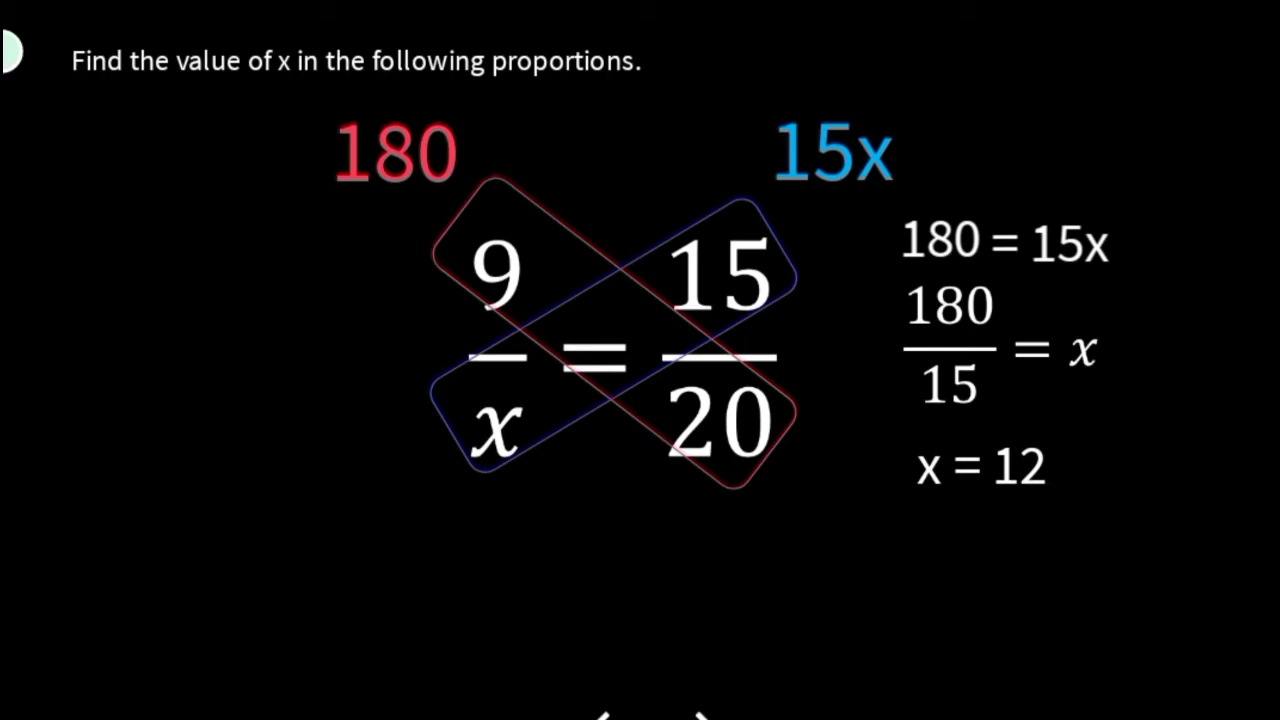 Find the value of x in the following proportions.
180 15x
9/x = 15/20
180 = 15x
180/15 = x
x = 12